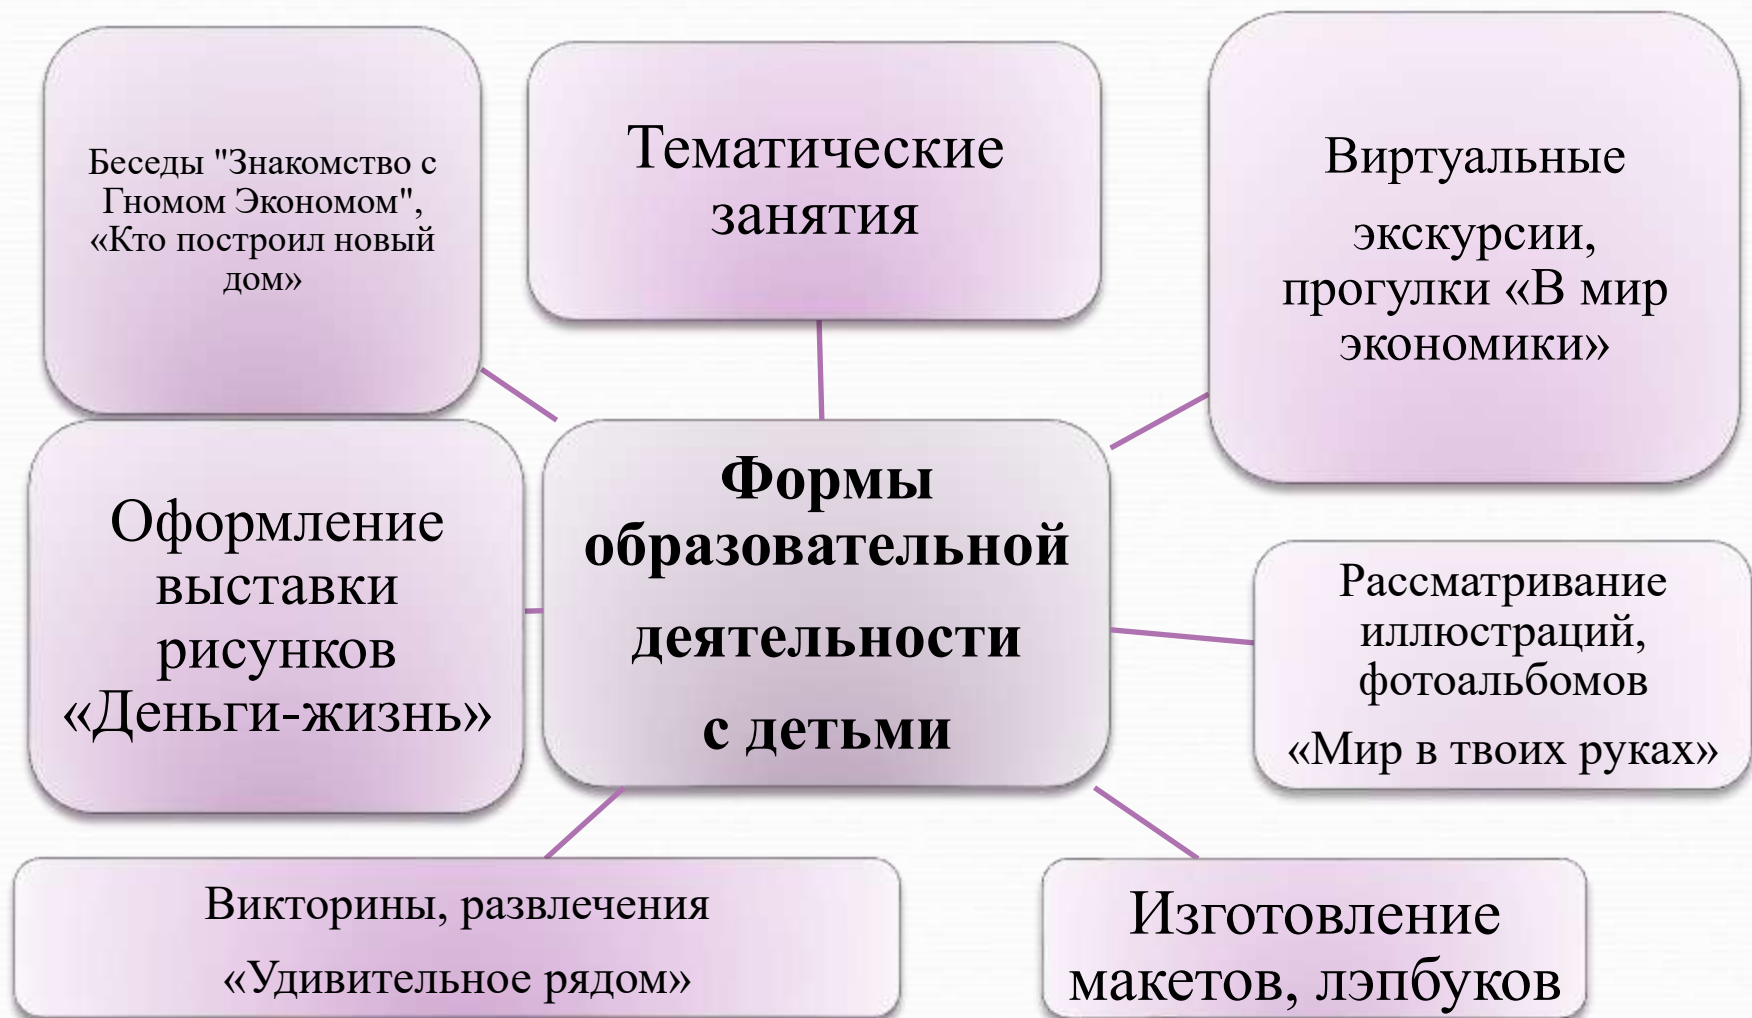 Беседы "Знакомство с
Гномом Экономом",
«Кто построил новый
дом»
Тематические
занятия
Виртуальные
экскурсии,
прогулки «В мир
экономики»
Оформление
выставки
рисунков
«Деньги-жизнь»
Формы
образовательной
деятельности
с детьми
Рассматривание
иллюстраций,
фотоальбомов
«Мир в твоих руках»
Викторины, развлечения
«Удивительное рядом»
Изготовление
макетов, лэпбуков